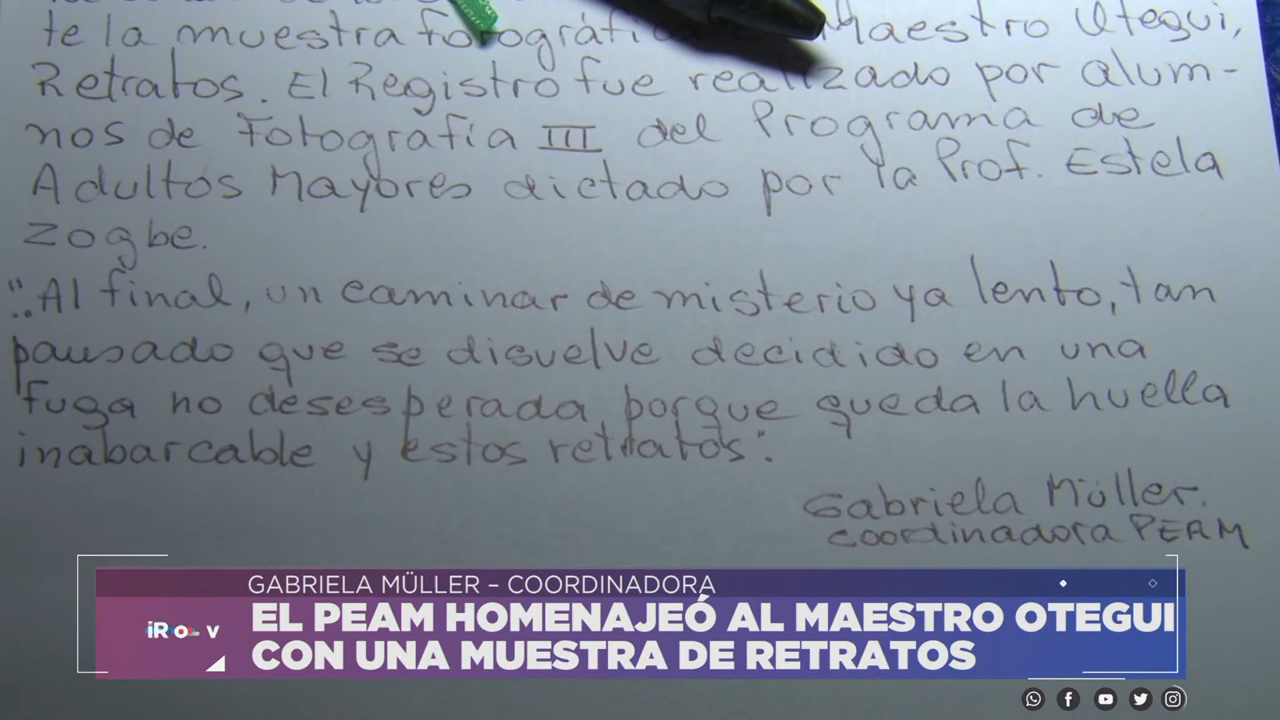 te la muestra fotográfi Maestro Otegui,
Retratos. El Registro fue realizado por alum-
nos de Fotografía III del Programa de
Adultos Mayores dictado por la Prof. Estela
Zogbe.
"..Al final, un caminar de misterio ya lento, tan
pausado que se disuelve decidido en una
fuga no desesperada porque queda la huella
inabarcable y estos retratos".
Gabriela Müller.
Coordinadora PEAM
GABRIELA MÜLLER – COORDINADORA
EL PEAM HOMENAJEÓ AL MAESTRO OTEGUI
CON UNA MUESTRA DE RETRATOS